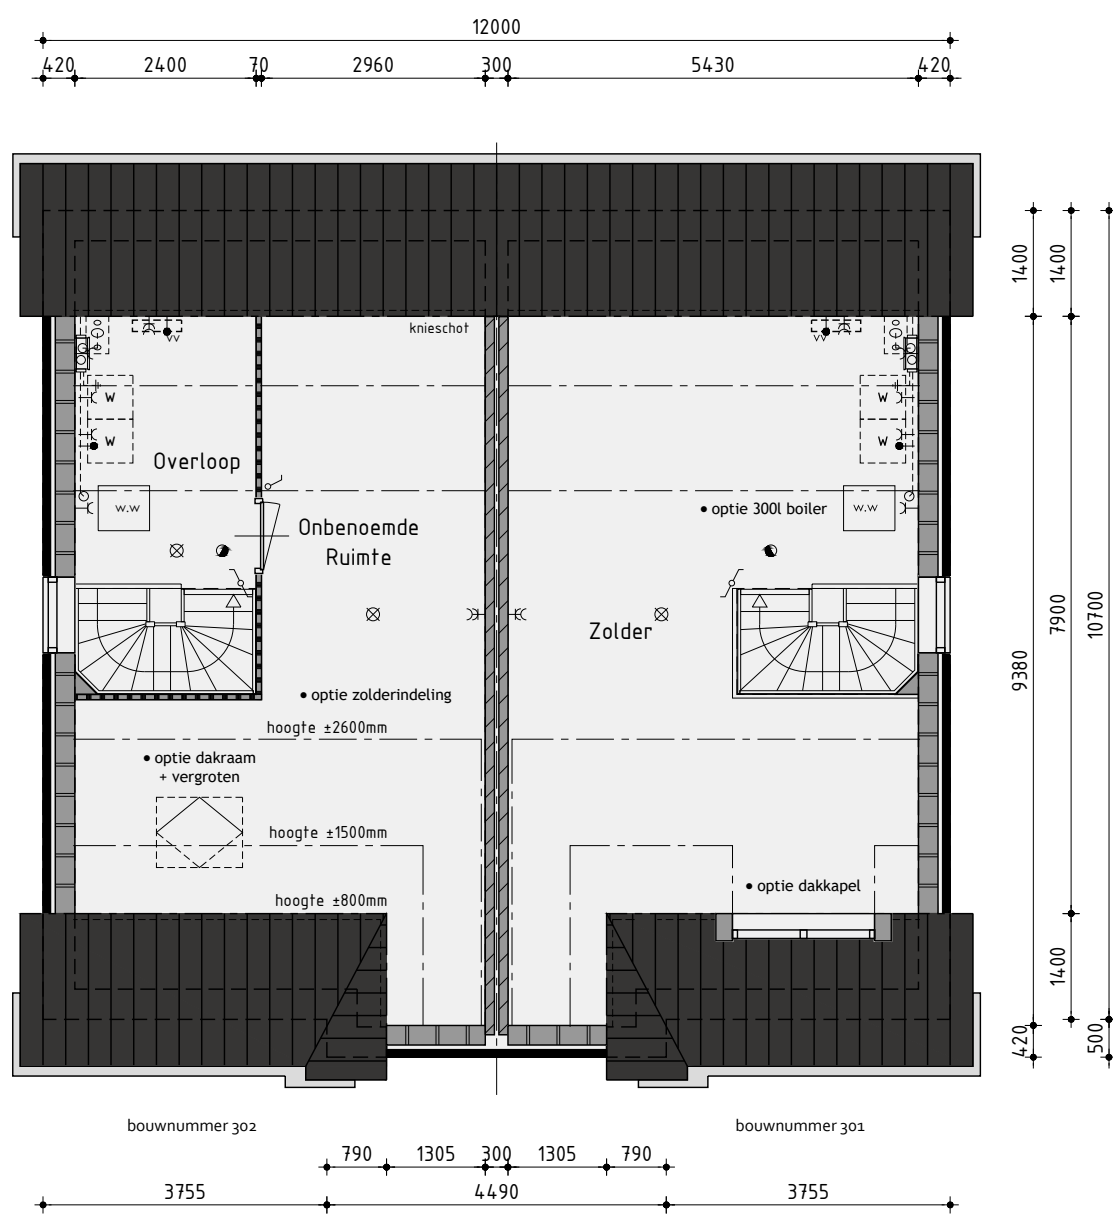 12000
420 2400 70 2960 300 5430 420
knieschot
vv
vv
w
w
w
w
Overloop
w.w
w.w
• optie 300l boiler
Onbenoemde
Ruimte
Zolder
• optie zolderindeling
hoogte ±2600mm
• optie dakraam
+ vergroten
hoogte ±1500mm
• optie dakkapel
hoogte ±800mm
1400
1400
9380
7900
10700
1400
420
500
bouwnummer 302
bouwnummer 301
790 1305 300 1305 790
3755 4490 3755